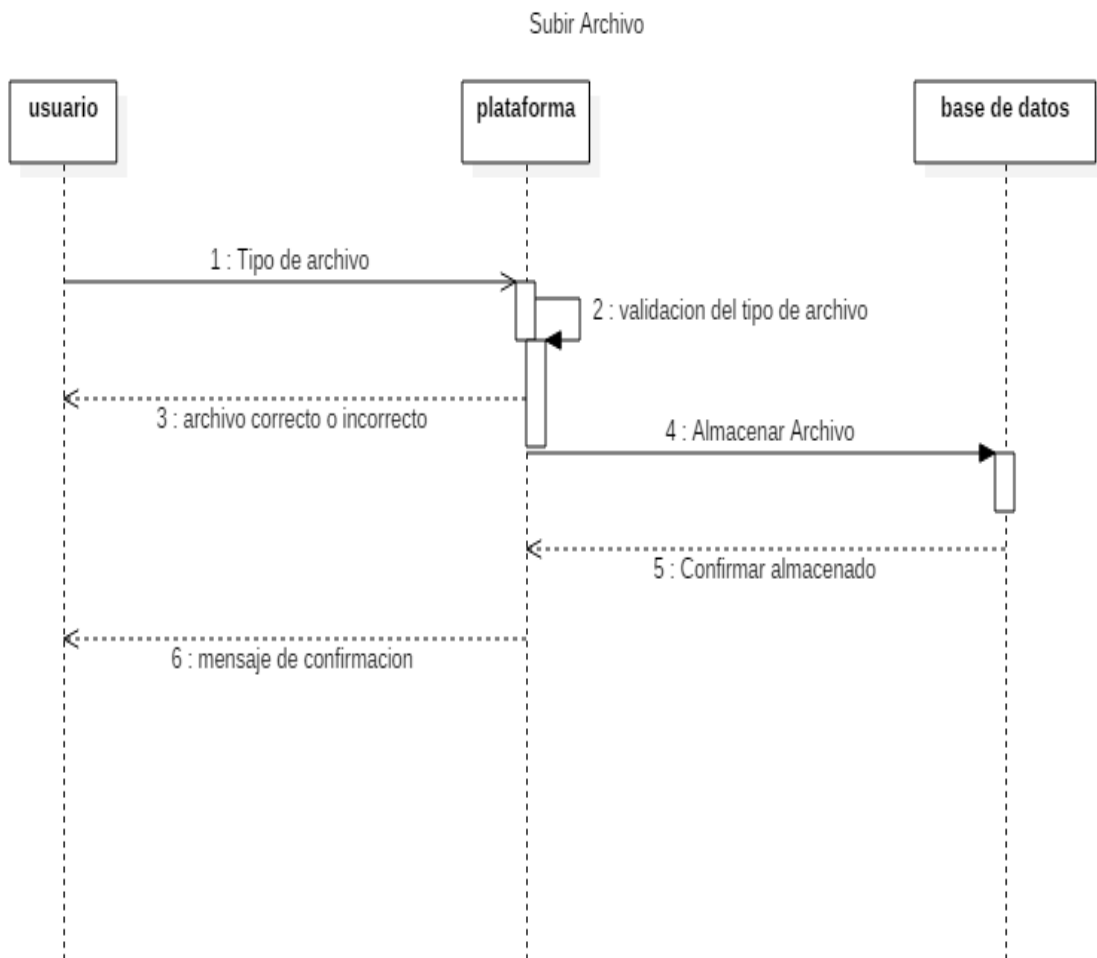 Subir Archivo
usuario
plataforma
base de datos
1 : Tipo de archivo
2 : validacion del tipo de archivo
3 : archivo correcto o incorrecto
4 : Almacenar Archivo
5 : Confirmar almacenado
6 : mensaje de confirmacion